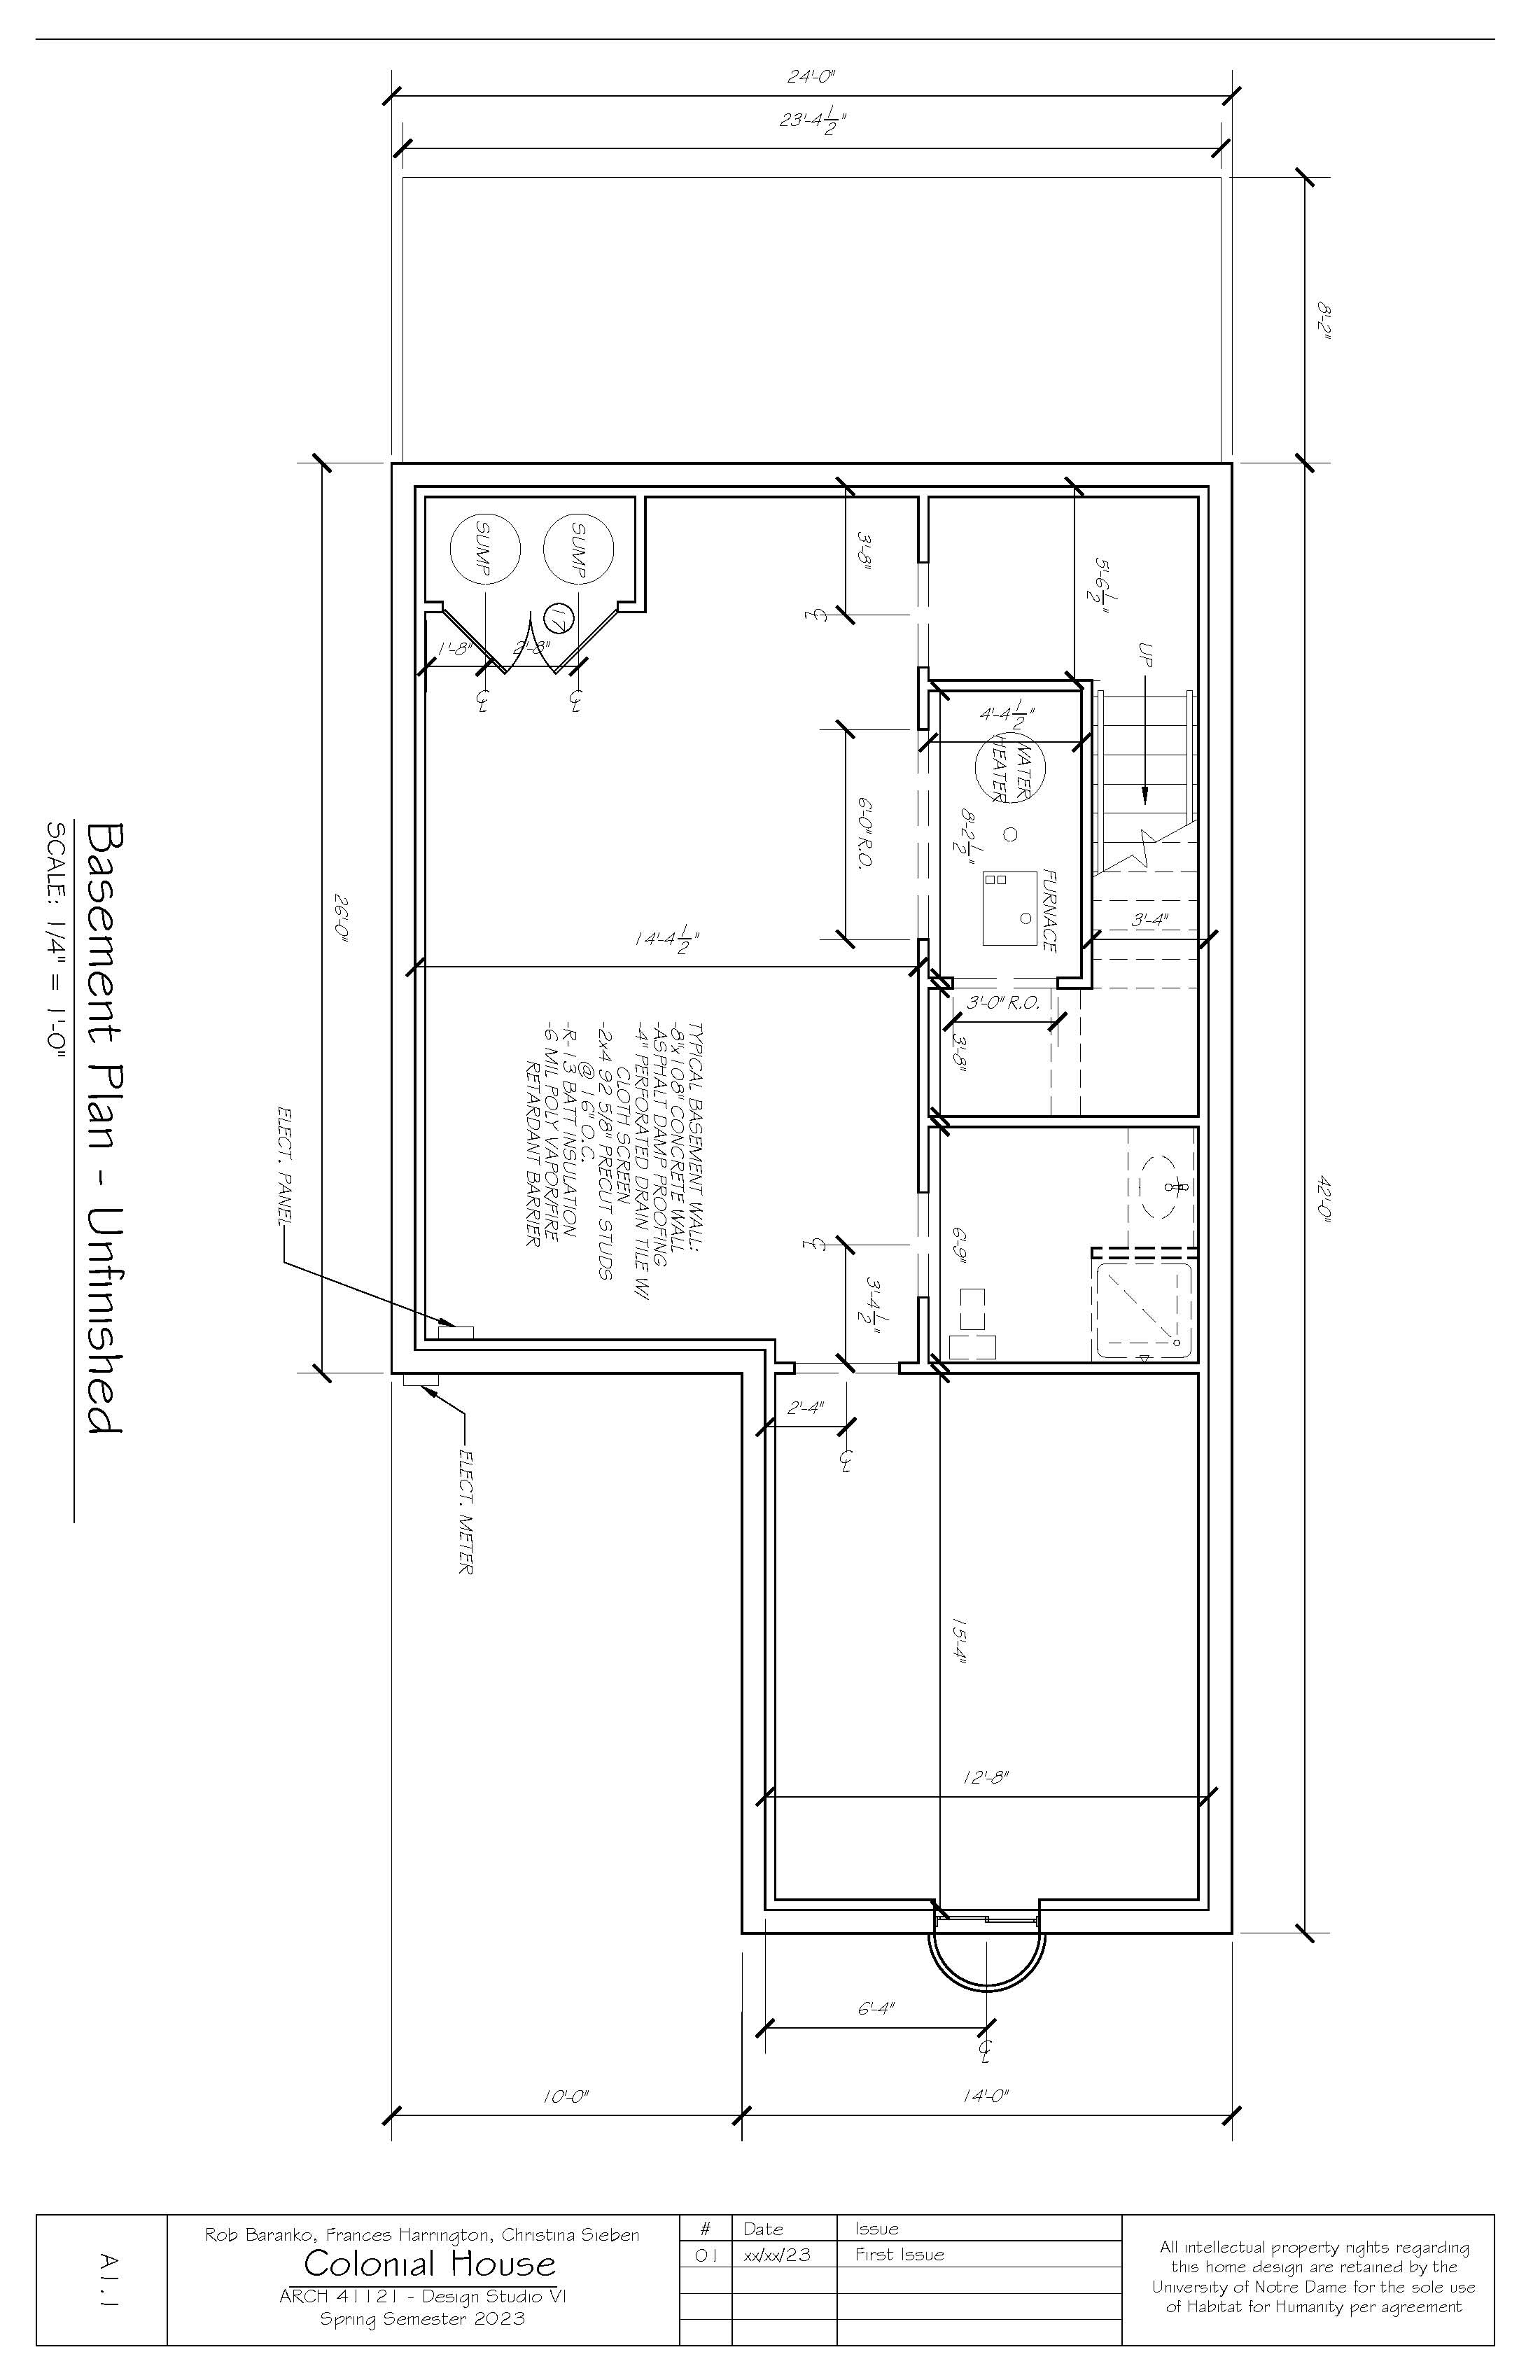 8'-2"
42'-0"
24'-0"
23'-4 1/2"
UP
3'-4"
5'-6 1/2"
FURNACE
WATER
HEATER
4'-4 1/2"
8'-2 1/2"
3'-0" R.O.
3'-8"
6'-9"
15'-4"
12'-8"
14'-0"
6'-4"
3'-8"
6'-0" R.O.
3'-4 1/2"
2'-4"
14'-4 1/2"
10'-0"
TYPICAL BASEMENT WALL:
-8"x108" CONCRETE WALL
-ASPHALT DAMP PROOFING
-4" PERFORATED DRAIN TILE W/
CLOTH SCREEN
-2x4 92 5/8" PRECUT STUDS
@ 16" O.C.
-R-13 BATT INSULATION
-6 MIL POLY VAPOR/FIRE
RETARDANT BARRIER
SUMP
17
2'-8"
SUMP
1'-8"
ELECT. METER
26'-0"
ELECT. PANEL
Basement Plan - Unfinished
SCALE: 1/4" = 1'-0"
All intellectual property rights regarding
this home design are retained by the
University of Notre Dame for the sole use
of Habitat for Humanity per agreement
# Date Issue
01 xx/xx/23 First Issue
Rob Baranko, Frances Harrington, Christina Sieben
Colonial House
ARCH 41121 - Design Studio VI
Spring Semester 2023
A1.1